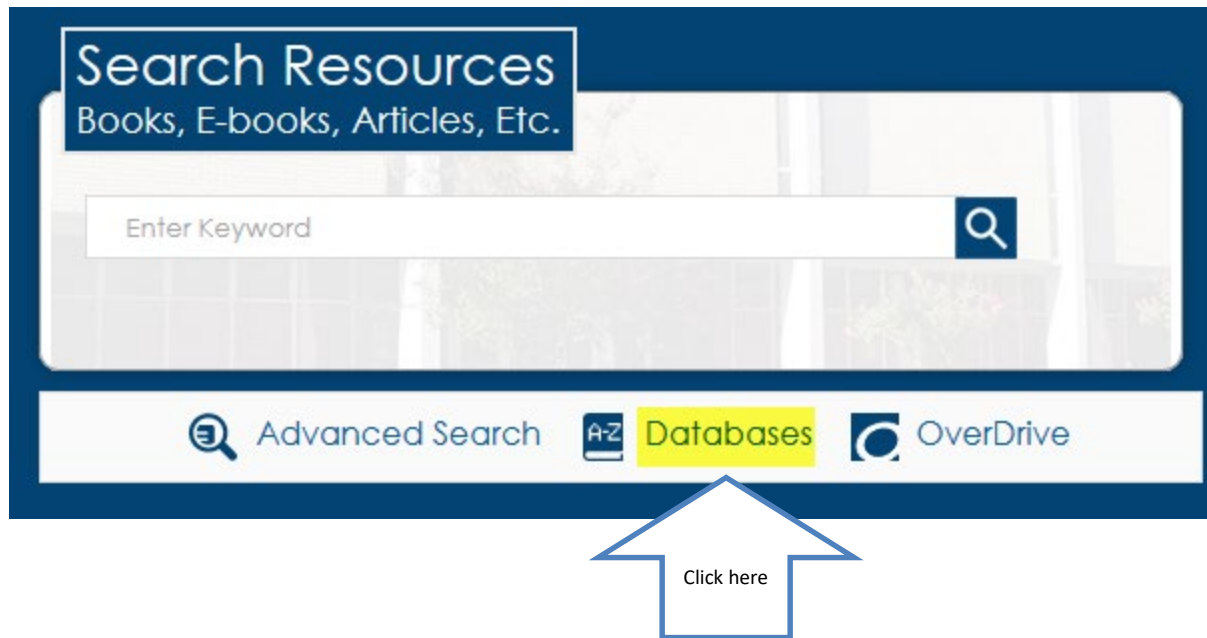 Search Resources
Books, E-books, Articles, Etc.
Enter Keyword
Advanced Search A-Z Databases OverDrive
Click here